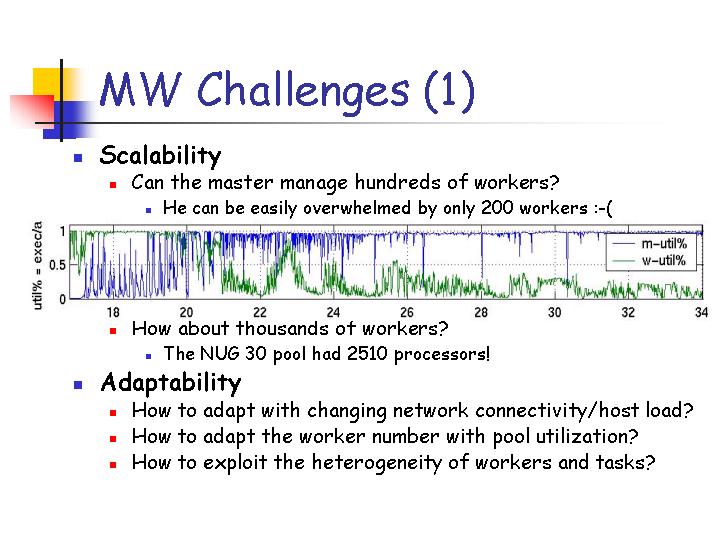 MW Challenges (1)
Scalability
Can the master manage hundreds of workers?
He can be easily overwhelmed by only 200 workers :-(
util% = exec/a
1
0.5
0
m-util%
w-util%
18 20 22 24 26 28 30 32 34
How about thousands of workers?
The NUG 30 pool had 2510 processors!
Adaptability
How to adapt with changing network connectivity/host load?
How to adapt the worker number with pool utilization?
How to exploit the heterogeneity of workers and tasks?